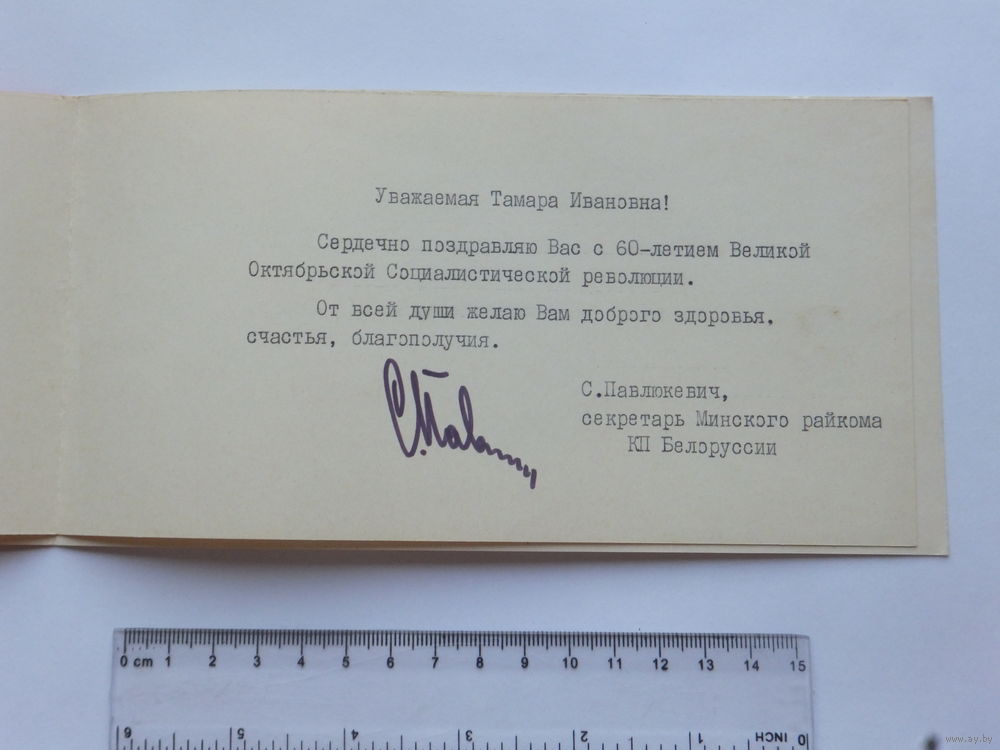 Уважаемая Тамара Ивановна!
Сердечно поздравляю Вас с 60-летием Великой
Октябрьской Социалистической революции.
От всей души желаю Вам доброго здоровья,
счастья, благополучия.
С.Павлюкевич,
секретарь Минского райкома
КП Белоруссии
0 cm 1 2 3 4 5 6 7 8 9 10 11 12 13 14 15
6 5 4 3 2 1 INCH 0
www.ay.by